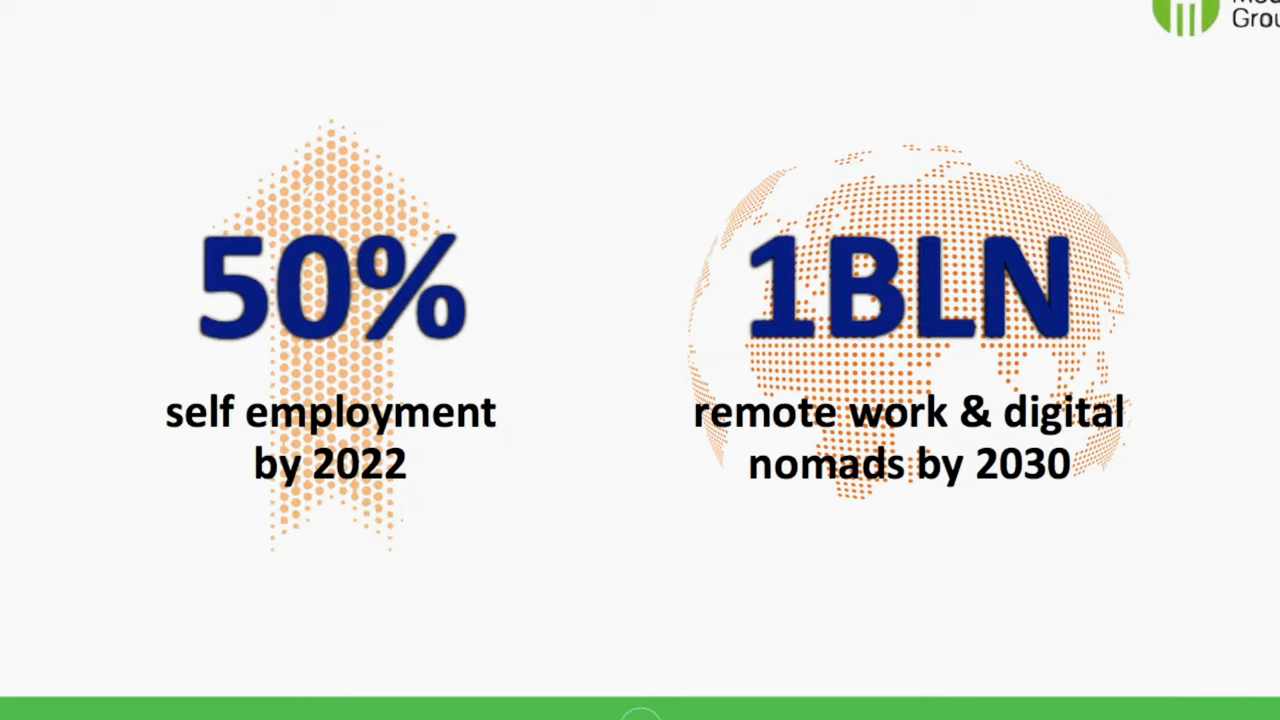 50%
self employment
by 2022
1BLN
remote work & digital
nomads by 2030